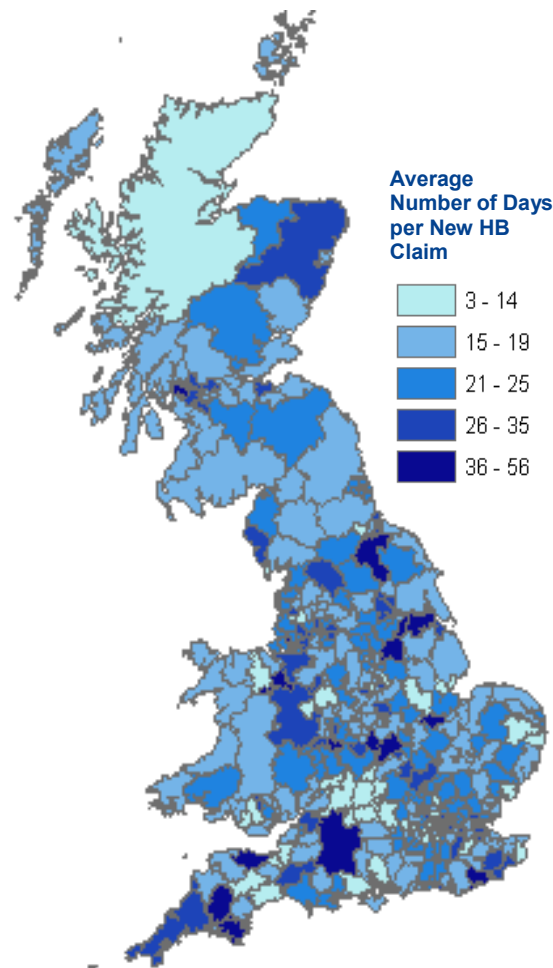 Average
Number of Days
per New HB
Claim
3 - 14
15 - 19
21 - 25
26 - 35
36 - 56